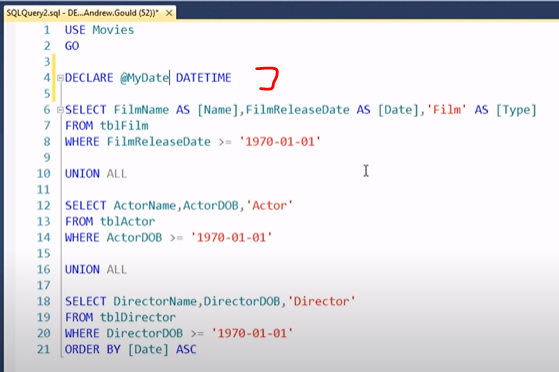 SQLQuery2.sql - DE...Andrew.Gould (52))* ×
1 USE Movies
2 GO
3
4 DECLARE @MyDate DATETIME
5
6 SELECT FilmName AS [Name],FilmReleaseDate AS [Date],'Film' AS [Type]
7 FROM tblFilm
8 WHERE FilmReleaseDate >= '1970-01-01'
9
10 UNION ALL
11
12 SELECT ActorName,ActorDOB,'Actor'
13 FROM tblActor
14 WHERE ActorDOB >= '1970-01-01'
15
16 UNION ALL
17
18 SELECT DirectorName,DirectorDOB,'Director'
19 FROM tblDirector
20 WHERE DirectorDOB >= '1970-01-01'
21 ORDER BY [Date] ASC